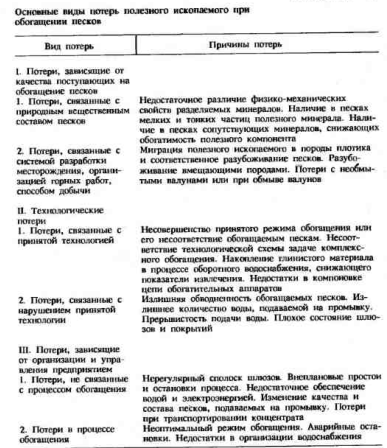 Основные виды потерь полезного ископаемого при
обогащении песков
Вид потерь
Причины потерь
I. Потери, зависящие от
качества поступающих на
обогащение песков
1. Потери, связанные с
природным вещественным
составом песков
Недостаточное различие физико-механических
свойств разделяемых минералов. Наличие в песках
мелких и тонких частиц полезного минерала. Нали-
чие в песках сопутствующих минералов, снижающих
обогатимость полезного компонента
2. Потери, связанные с
системой разработки
месторождения, органи-
зацией горных работ,
способом добычи
Миграция полезного ископаемого в породы плотика
и соответственное разубоживание песков. Разубо-
живание вмещающими породами. Потери с необмы-
тыми валунами или при обмыве валунов
II. Технологические
потери
1. Потери, связанные с
принятой технологией
Несовершенство принятого режима обогащения или
его несоответствие обогащаемым пескам. Несоот-
ветствие технологической схемы задаче комплекс-
ного обогащения. Накопление глинистого материала
в процессе оборотного водоснабжения, снижающего
показатели извлечения. Недостатки в компоновке
цепи обогатительных аппаратов
2. Потери, связанные с
нарушением принятой
технологии
Излишняя обводненность обогащаемых песков. Из-
лишнее количество воды, подаваемой на промывку.
Прерывистость подачи воды. Плохое состояние шлю-
зов и покрытий
III. Потери, зависящие
от организации и упра-
вления предприятием
1. Потери, не связанные
с процессом обогащения
Нерегулярный сполоск шлюзов. Внеплановые простои
и остановки процесса. Недостаточное обеспечение
водой и электроэнергией. Изменение качества и
состава песков, подаваемых на промывку. Потери
при транспортировании концентрата
2. Потери в процессе
обогащения
Неоптимальный режим обогащения. Аварийные оста-
новки. Недостатки в организации водоснабжения